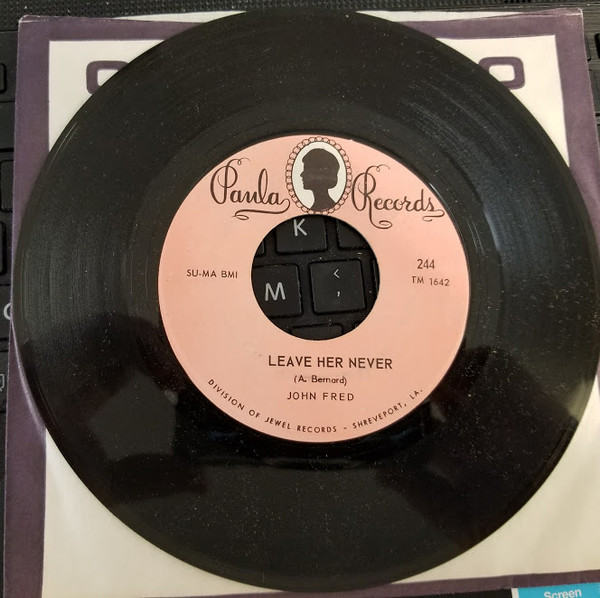 Paula Records
K
SU-MA BMI
244
TM 1642
M
<
,
LEAVE HER NEVER
(A. Bernard)
JOHN FRED
DIVISION OF JEWEL RECORDS - SHREVEPORT, LA.
Screen